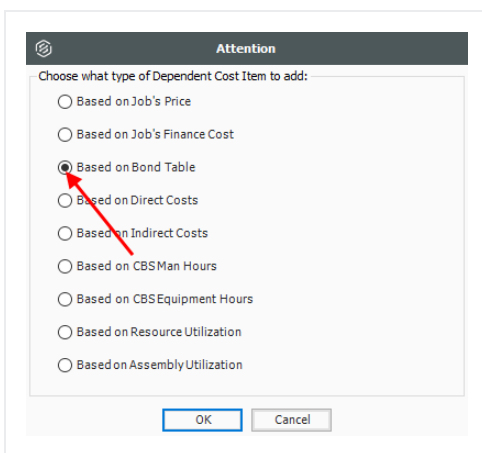 Attention
Choose what type of Dependent Cost Item to add:
Based on Job's Price
Based on Job's Finance Cost
Based on Bond Table
Based on Direct Costs
Based on Indirect Costs
Based on CBS Man Hours
Based on CBS Equipment Hours
Based on Resource Utilization
Based on Assembly Utilization
OK Cancel